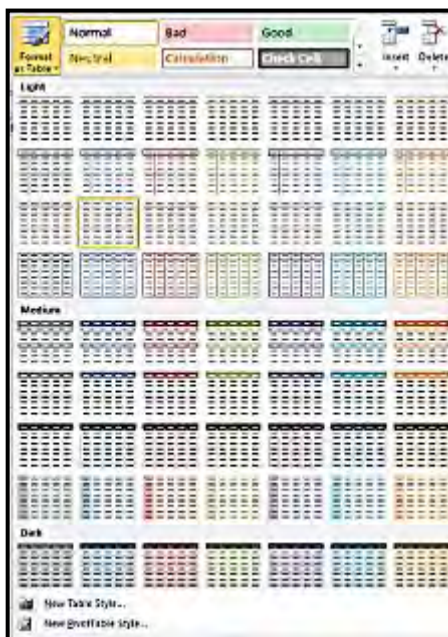 Format as Table
Normal Bad Good
Neutral Calculation Check Cell
Insert Delete
Light
Medium
Dark
New Table Style...
New PivotTable Style...